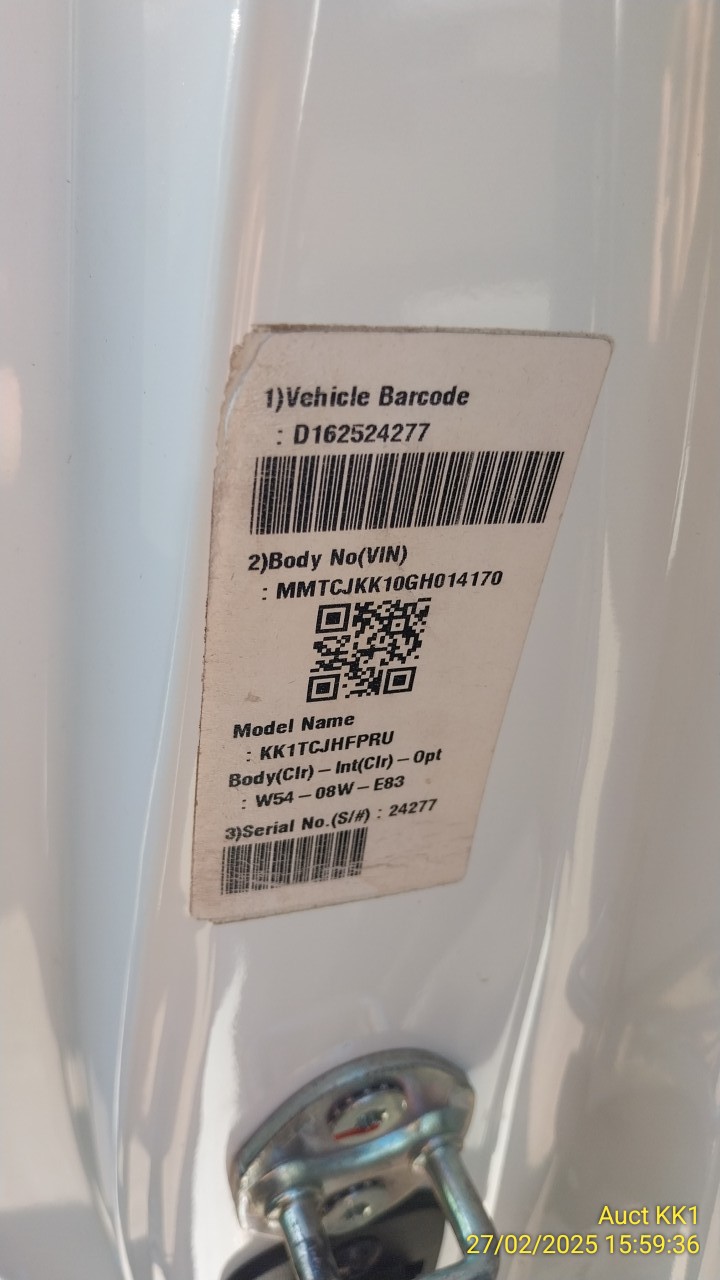 1)Vehicle Barcode
: D162524277
2)Body No(VIN)
: MMTCJKK10GH014170
Model Name
: KK1TCJHFPRU
Body(Clr) – Int(Clr) – Opt
: W54 – 08W – E83
3)Serial No.(S/#) : 24277
Auct KK1
27/02/2025 15:59:36